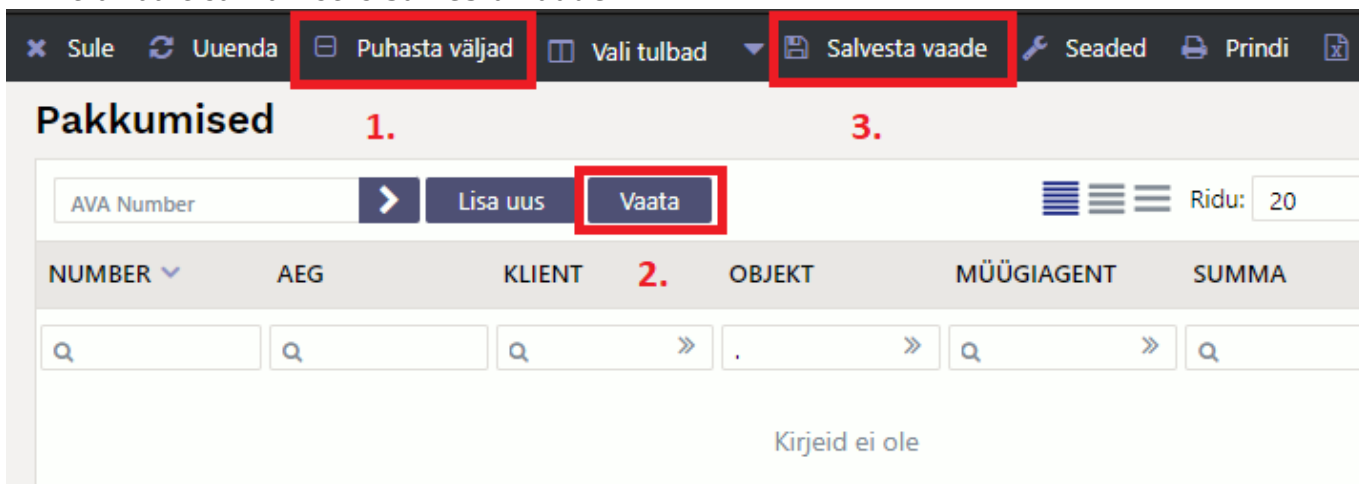 Sule Uuenda Puhasta väljad Vali tulbad Salvesta vaade Seaded Prindi
Pakkumised
1. 3.
AVA Number Lisa uus Vaata Ridu: 20
NUMBER AEG KLIENT 2. OBJEKT MÜÜGIAGENT SUMMA
.
Kirjeid ei ole